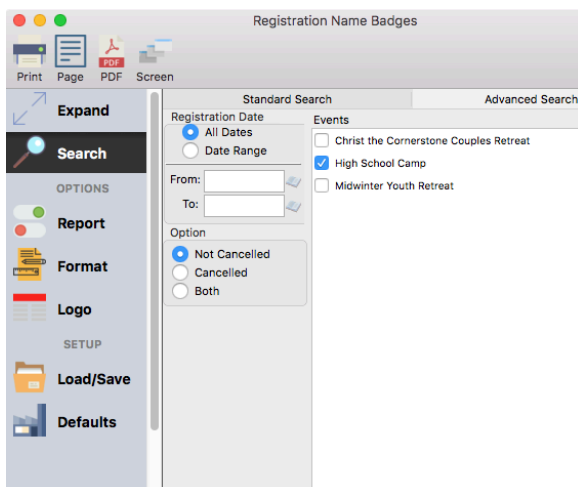 Registration Name Badges
PDF
Print Page PDF Screen
Expand
Search
OPTIONS
Report
Format
Logo
SETUP
Load/Save
Defaults
Standard Search Advanced Search
Registration Date
All Dates
Date Range
From:
To:
Option
Not Cancelled
Cancelled
Both
Events
Christ the Cornerstone Couples Retreat
High School Camp
Midwinter Youth Retreat